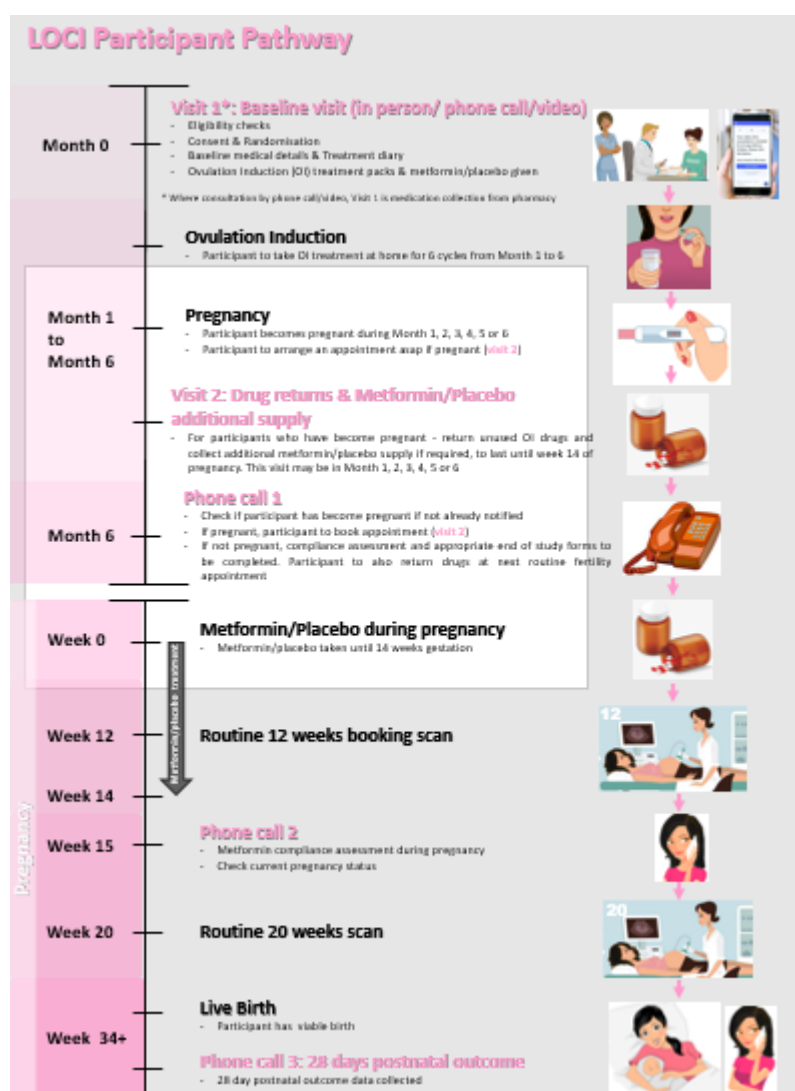 LOCI Participant Pathway
Visit 1*: Baseline visit (in person/ phone call/video)
- Eligibility checks
- Consent & Randomisation
- Baseline medical details & Treatment diary
- Ovulation Induction (OI) treatment packs & metformin/placebo given
Month 0
* Where consultation by phone call/video, Visit 1 is medication collection from pharmacy
Ovulation Induction
- Participant to take OI treatment at home for 6 cycles from Month 1 to 6
Month 1
to
Month 6
Pregnancy
- Participant becomes pregnant during Month 1, 2, 3, 4, 5 or 6
- Participant to arrange an appointment asap if pregnant (visit 2)
Visit 2: Drug returns & Metformin/Placebo
additional supply
- For participants who have become pregnant - return unused OI drugs and
collect additional metformin/placebo supply if required, to last until week 14 of
pregnancy. This visit may be in Month 1, 2, 3, 4, 5 or 6
Month 6
Phone call 1
- Check if participant has become pregnant if not already notified
- If pregnant, participant to book appointment (visit 2)
- If not pregnant, compliance assessment and appropriate end of study forms to
be completed. Participant to also return drugs at next routine fertility
appointment
Week 0
Metformin/Placebo during pregnancy
- Metformin/placebo taken until 14 weeks gestation
Metformin/placebo treatment
Week 12
Routine 12 weeks booking scan
12
Week 14
Pregnancy
Week 15
Phone call 2
- Metformin compliance assessment during pregnancy
- Check current pregnancy status
Week 20
Routine 20 weeks scan
20
Week 34+
Live Birth
- Participant has viable birth
Phone call 3: 28 days postnatal outcome
- 28 day postnatal outcome data collected